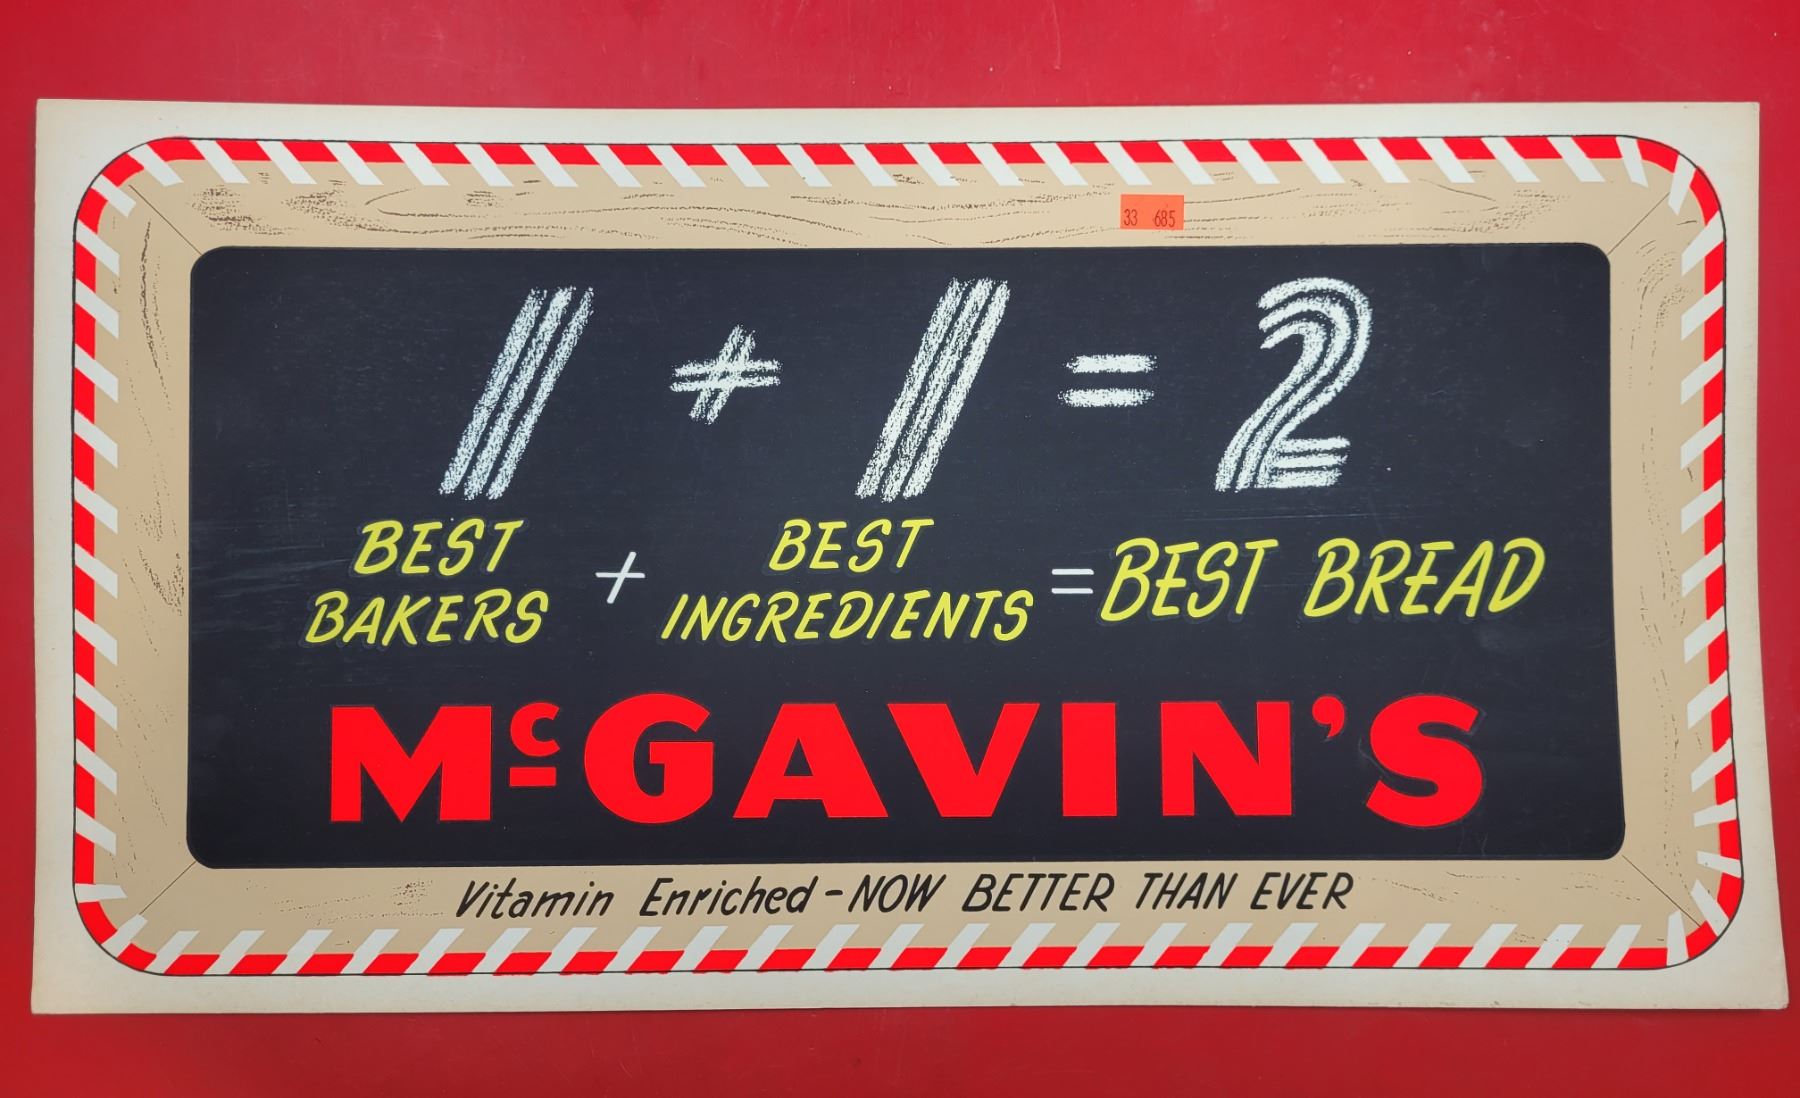 33 685
1 + 1 = 2
BEST BAKERS + BEST INGREDIENTS = BEST BREAD
McGAVIN'S
Vitamin Enriched - NOW BETTER THAN EVER